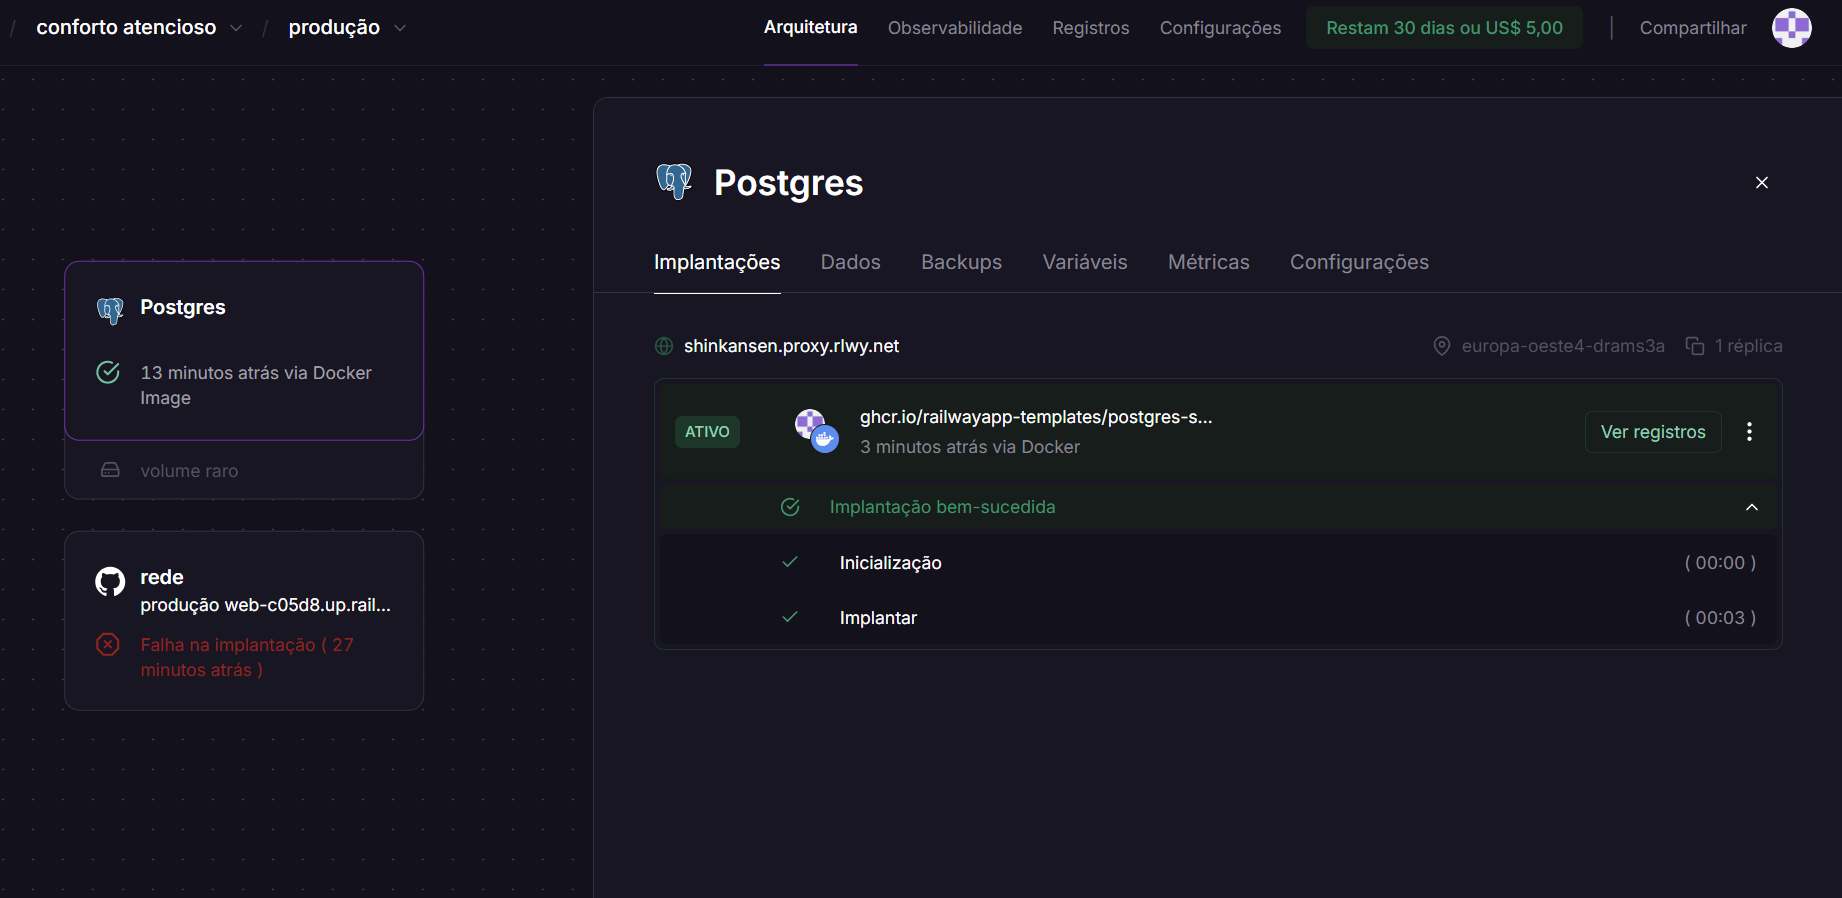 / conforto atencioso / produção
Arquitetura Observabilidade Registros Configurações Restam 30 dias ou US$ 5,00 | Compartilhar
Postgres
13 minutos atrás via Docker
Image
volume raro
rede
produção web-c05d8.up.rail...
Falha na implantação ( 27
minutos atrás )
Postgres
Implantações Dados Backups Variáveis Métricas Configurações
shinkansen.proxy.rlwy.net europa-oeste4-drams3a 1 réplica
ATIVO
ghcr.io/railwayapp-templates/postgres-s...
3 minutos atrás via Docker
Ver registros
Implantação bem-sucedida
Inicialização ( 00:00 )
Implantar ( 00:03 )